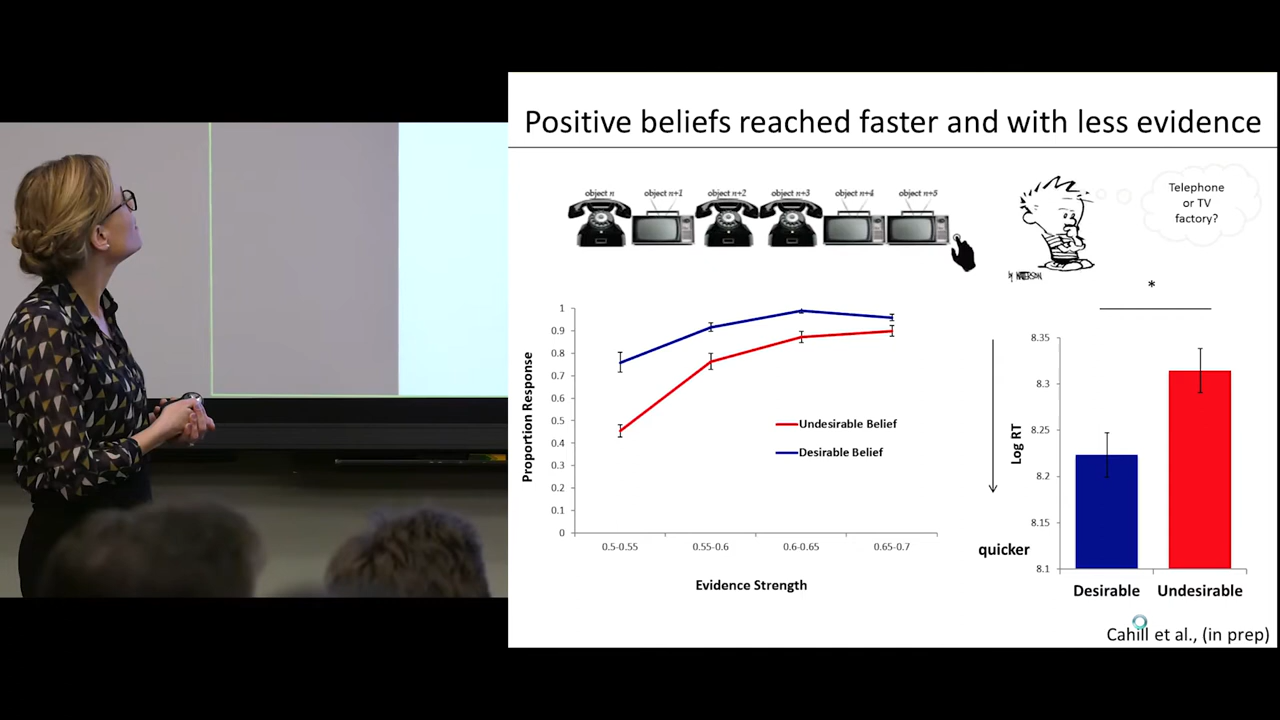 Positive beliefs reached faster and with less evidence
object n object n+1 object n+2 object n+3 object n+4 object n+5
Telephone
or TV
factory?
by WATTERSON
*
1
0.9
0.8
0.7
0.6
0.5
0.4
0.3
0.2
0.1
0
Proportion Response
Undesirable Belief
Desirable Belief
0.5-0.55 0.55-0.6 0.6-0.65 0.65-0.7
Evidence Strength
8.35
8.3
8.25
8.2
8.15
8.1
Log RT
quicker
Desirable Undesirable
Cahill et al., (in prep)